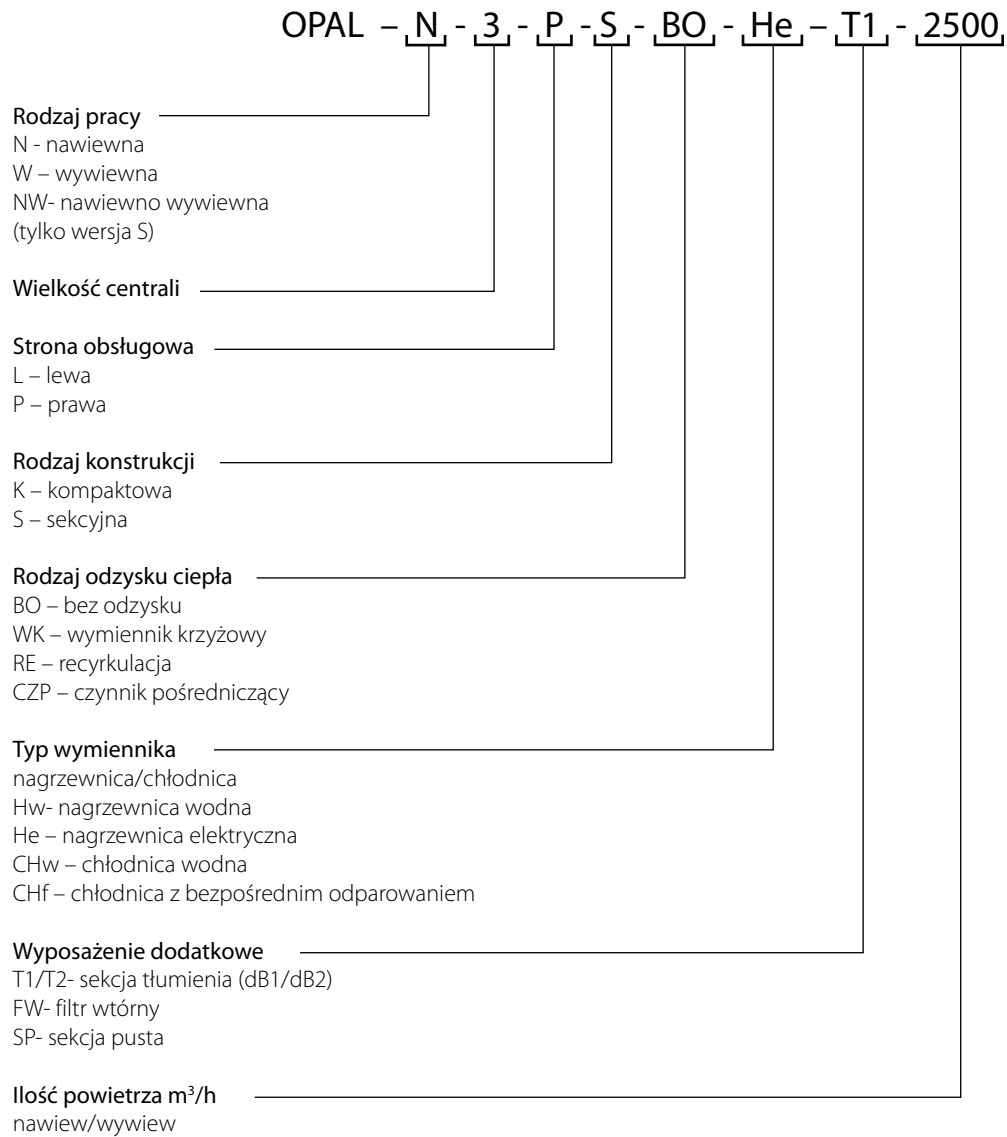 OPAL – N - 3 - P - S - BO - He – T1 - 2500
Rodzaj pracy
N - nawiewna
W – wywiewna
NW- nawiewno wywiewna
(tylko wersja S)
Wielkość centrali
Strona obsługowa
L – lewa
P – prawa
Rodzaj konstrukcji
K – kompaktowa
S – sekcyjna
Rodzaj odzysku ciepła
BO – bez odzysku
WK – wymiennik krzyżowy
RE – recyrkulacja
CZP – czynnik pośredniczący
Typ wymiennika
nagrzewnica/chłodnica
Hw- nagrzewnica wodna
He – nagrzewnica elektryczna
CHw – chłodnica wodna
CHf – chłodnica z bezpośrednim odparowaniem
Wyposażenie dodatkowe
T1/T2- sekcja tłumienia (dB1/dB2)
FW- filtr wtórny
SP- sekcja pusta
Ilość powietrza m³/h
nawiew/wywiew